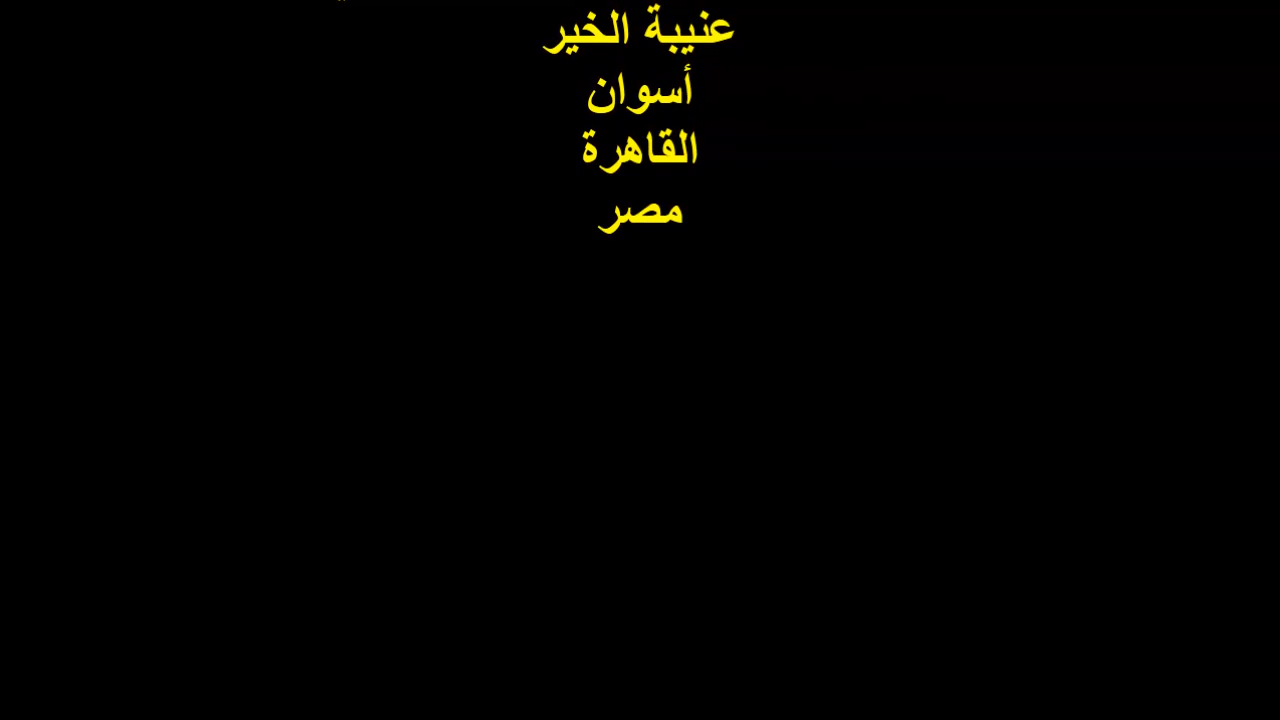 عنيبة الخير
أسوان
القاهرة
مصر